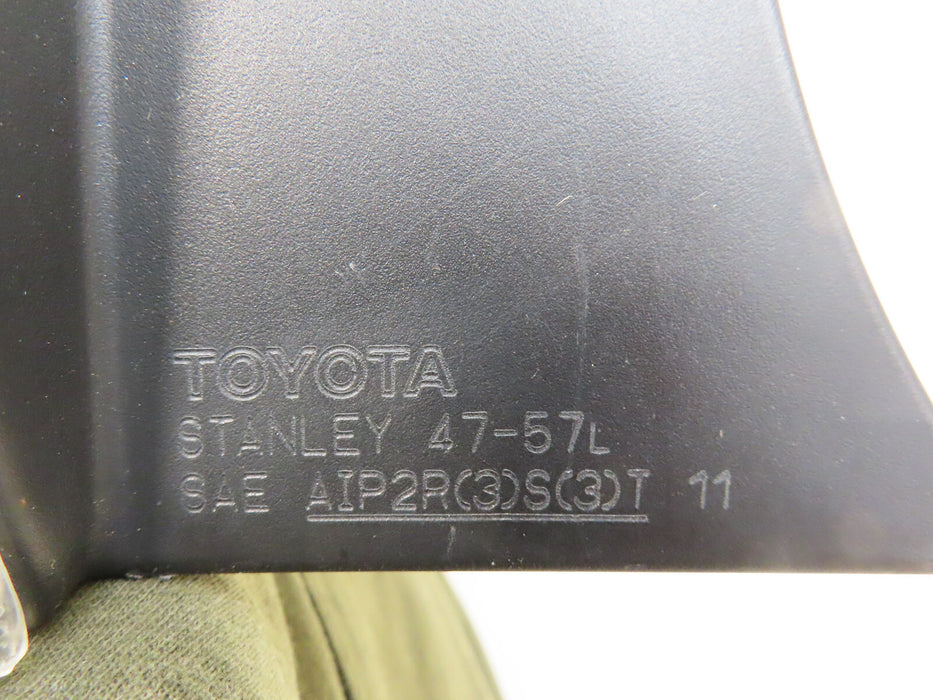 TOYOTA
STANLEY 47-57L
SAE AIP2R(3)S(3)T 11